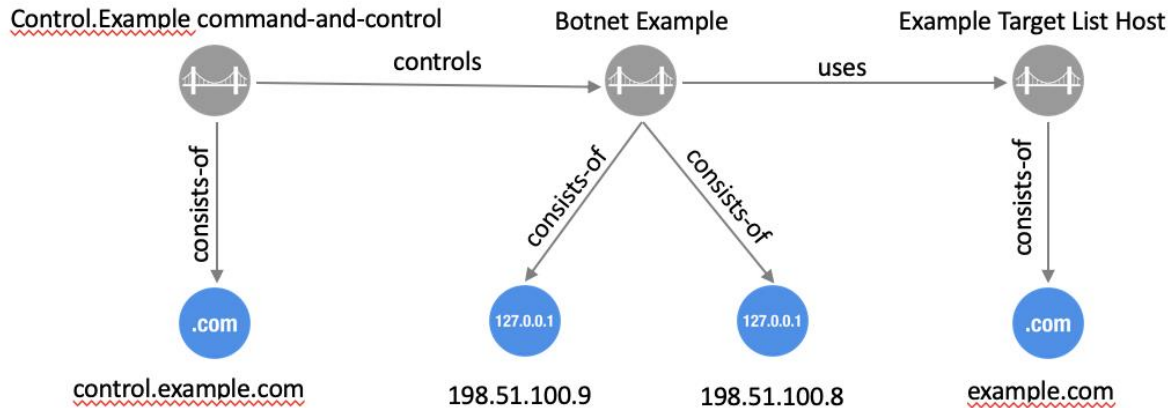 Control.Example command-and-control
Botnet Example
Example Target List Host
controls
uses
consists-of
consists-of
consists-of
consists-of
.com
127.0.0.1
127.0.0.1
.com
control.example.com
198.51.100.9
198.51.100.8
example.com